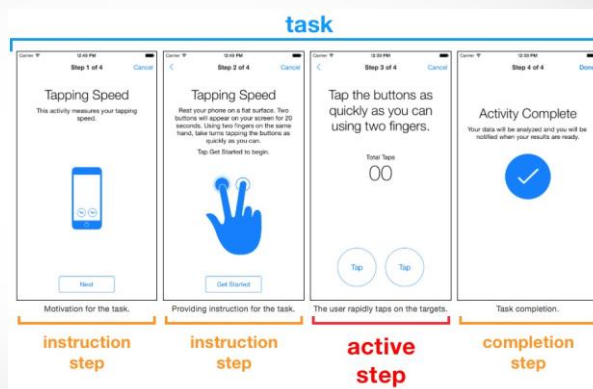 task
Carrier 12:49 PM
Step 1 of 4 Cancel
Tapping Speed
This activity measures your tapping
speed.
Tap Tap
Next
Motivation for the task.
instruction
step
Carrier 12:49 PM
Step 2 of 4 Cancel
Tapping Speed
Rest your phone on a flat surface. Two
buttons will appear on your screen for 20
seconds. Using two fingers on the same
hand, take turns tapping the buttons as
quickly as you can.
Tap Get Started to begin.
Get Started
Providing instruction for the task.
instruction
step
Step 3 of 4 Cancel
Tap the buttons as
quickly as you can
using two fingers.
Total Taps
00
Tap Tap
The user rapidly taps on the targets.
active
step
Step 4 of 4 Done
Activity Complete
Your data will be analyzed and you will be
notified when your results are ready.
Task completion.
completion
step